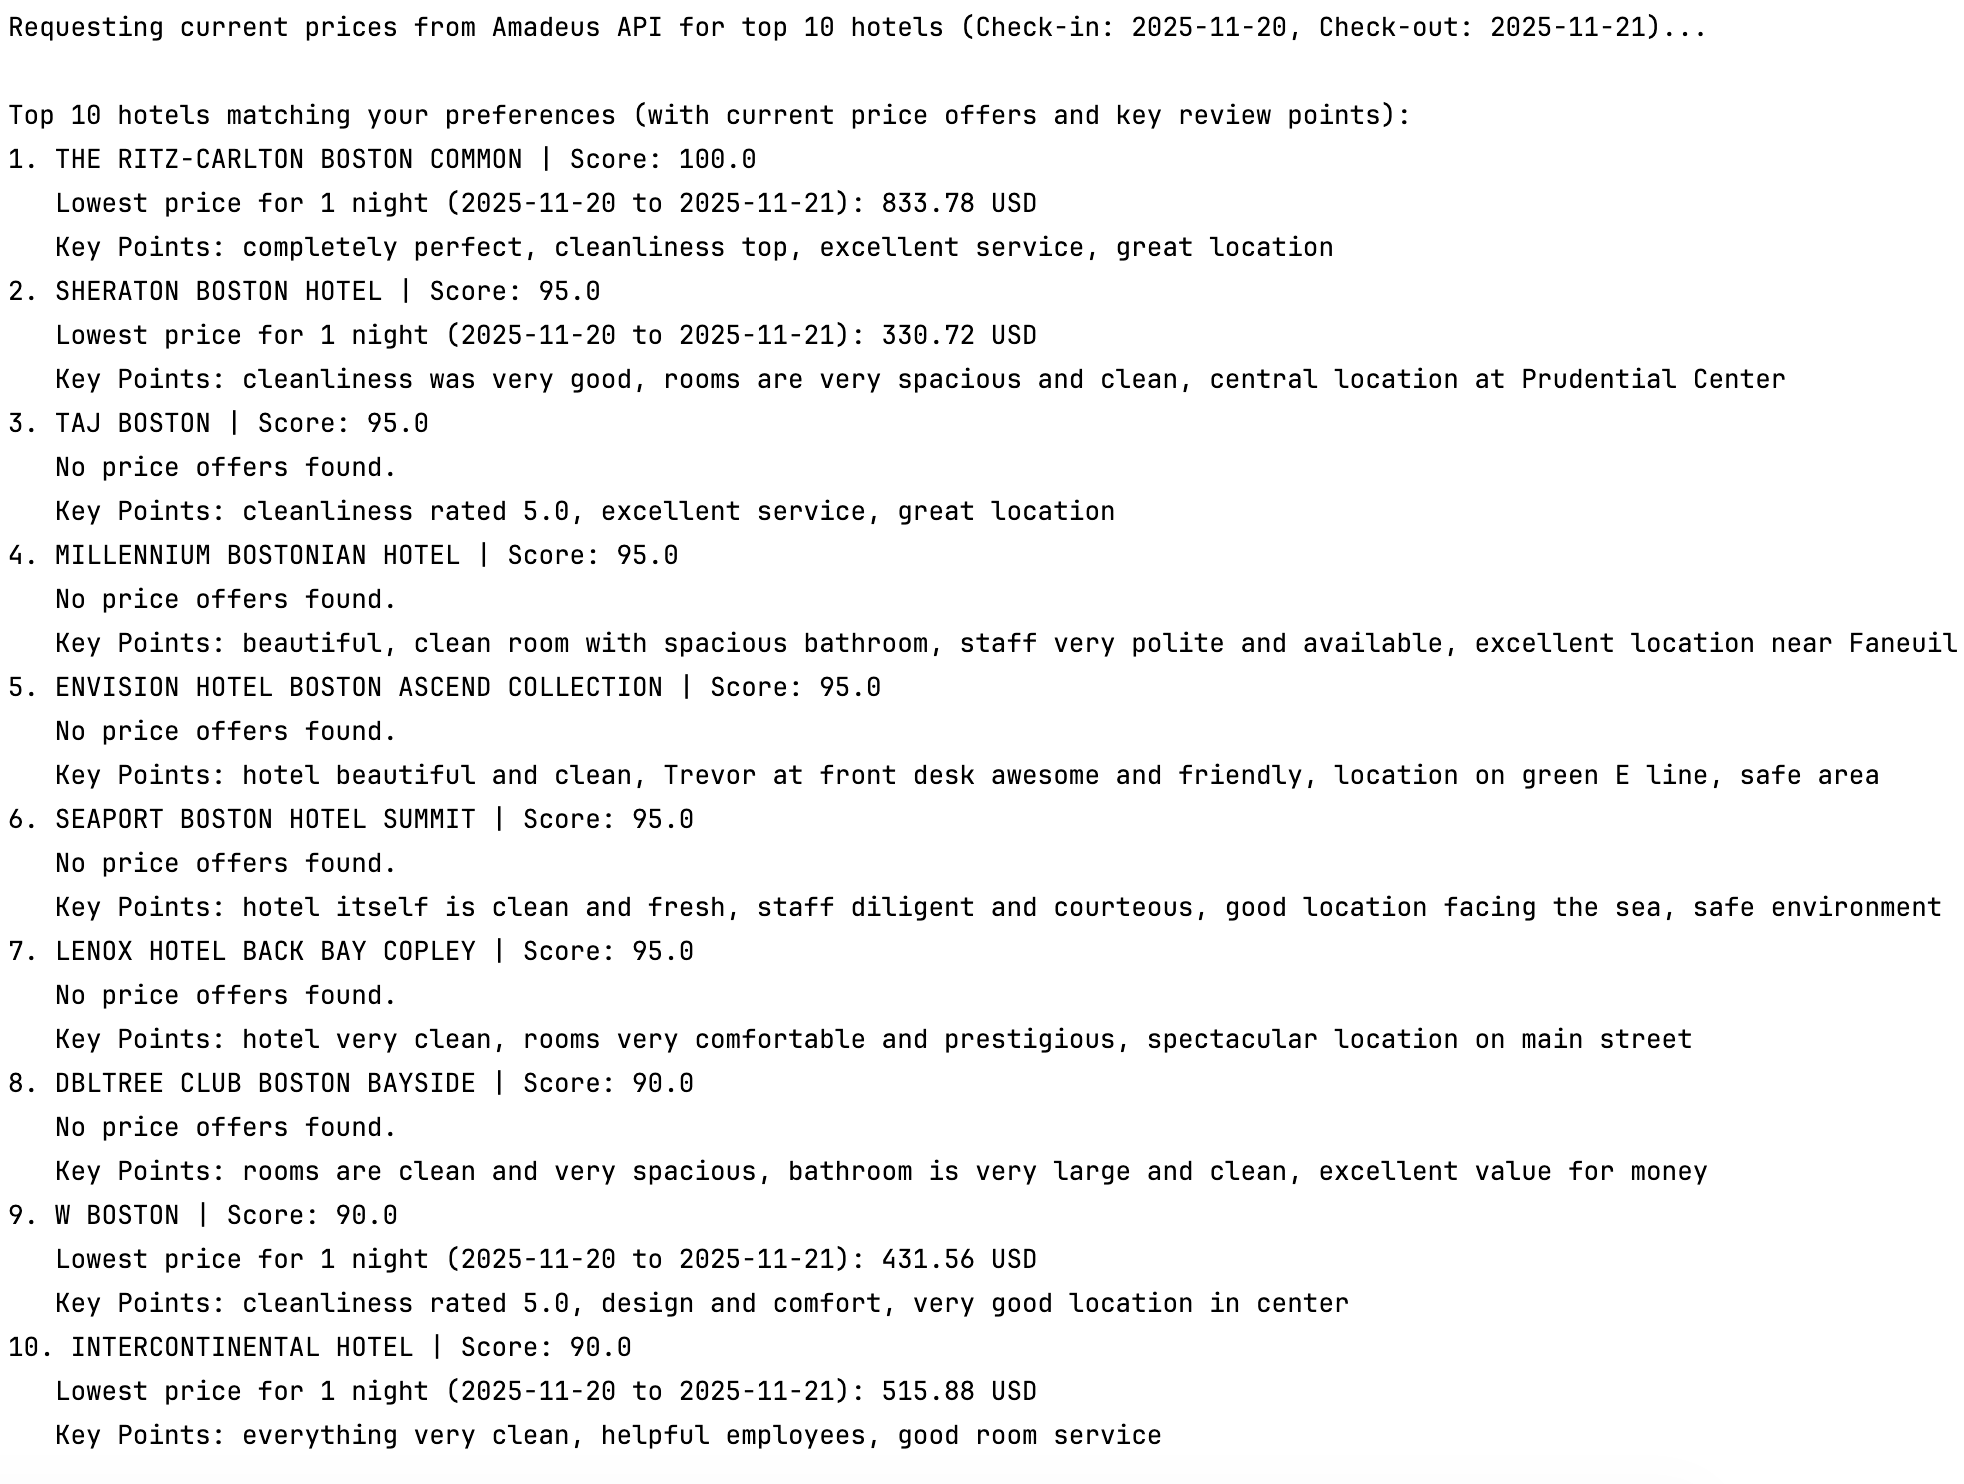 Requesting current prices from Amadeus API for top 10 hotels (Check-in: 2025-11-20, Check-out: 2025-11-21)...
Top 10 hotels matching your preferences (with current price offers and key review points):
1. THE RITZ-CARLTON BOSTON COMMON | Score: 100.0
Lowest price for 1 night (2025-11-20 to 2025-11-21): 833.78 USD
Key Points: completely perfect, cleanliness top, excellent service, great location
2. SHERATON BOSTON HOTEL | Score: 95.0
Lowest price for 1 night (2025-11-20 to 2025-11-21): 330.72 USD
Key Points: cleanliness was very good, rooms are very spacious and clean, central location at Prudential Center
3. TAJ BOSTON | Score: 95.0
No price offers found.
Key Points: cleanliness rated 5.0, excellent service, great location
4. MILLENNIUM BOSTONIAN HOTEL | Score: 95.0
No price offers found.
Key Points: beautiful, clean room with spacious bathroom, staff very polite and available, excellent location near Faneuil
5. ENVISION HOTEL BOSTON ASCEND COLLECTION | Score: 95.0
No price offers found.
Key Points: hotel beautiful and clean, Trevor at front desk awesome and friendly, location on green E line, safe area
6. SEAPORT BOSTON HOTEL SUMMIT | Score: 95.0
No price offers found.
Key Points: hotel itself is clean and fresh, staff diligent and courteous, good location facing the sea, safe environment
7. LENOX HOTEL BACK BAY COPLEY | Score: 95.0
No price offers found.
Key Points: hotel very clean, rooms very comfortable and prestigious, spectacular location on main street
8. DBLTREE CLUB BOSTON BAYSIDE | Score: 90.0
No price offers found.
Key Points: rooms are clean and very spacious, bathroom is very large and clean, excellent value for money
9. W BOSTON | Score: 90.0
Lowest price for 1 night (2025-11-20 to 2025-11-21): 431.56 USD
Key Points: cleanliness rated 5.0, design and comfort, very good location in center
10. INTERCONTINENTAL HOTEL | Score: 90.0
Lowest price for 1 night (2025-11-20 to 2025-11-21): 515.88 USD
Key Points: everything very clean, helpful employees, good room service